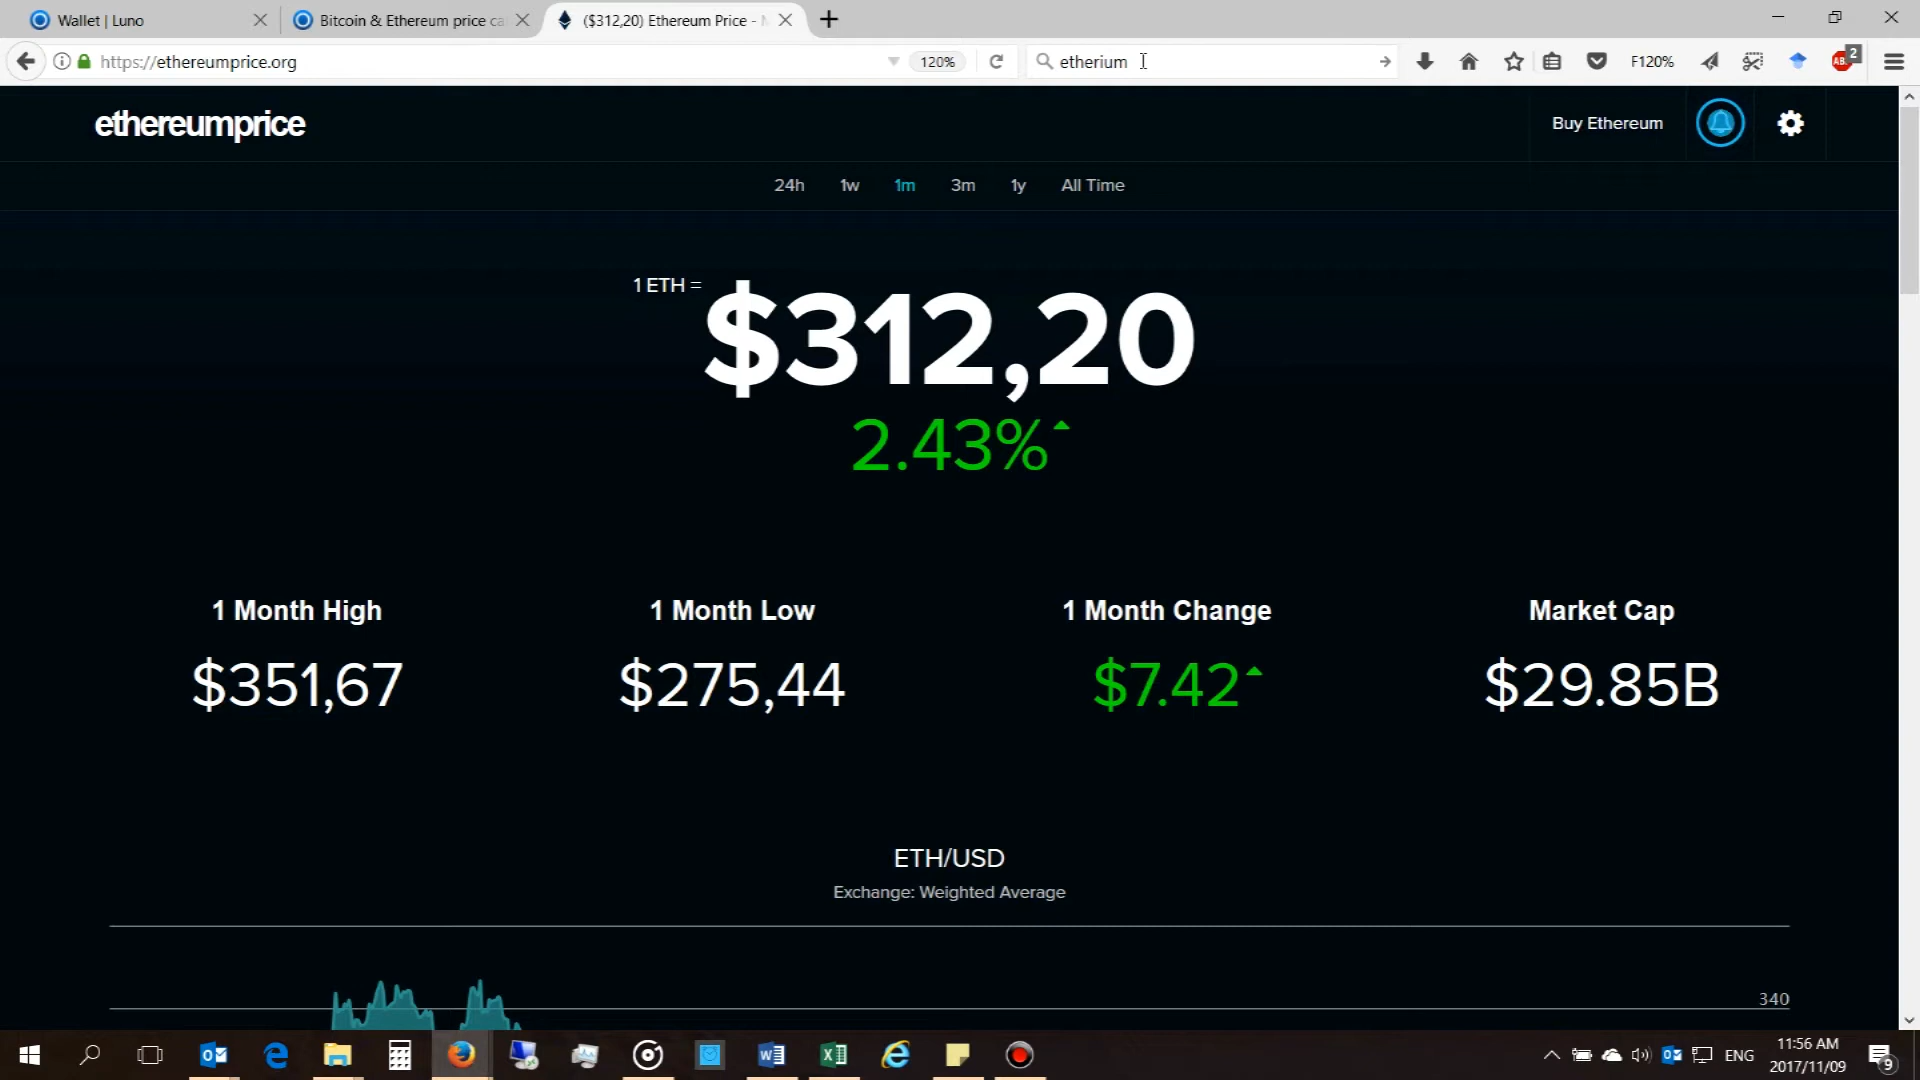 Wallet | Luno
Bitcoin & Ethereum price ca
($312,20) Ethereum Price -
https://ethereumprice.org
120%
etherium
F120%
2
ethereumprice
Buy Ethereum
24h 1w 1m 3m 1y All Time
1 ETH =
$312,20
2.43%
1 Month High
$351,67
1 Month Low
$275,44
1 Month Change
$7.42
Market Cap
$29.85B
ETH/USD
Exchange: Weighted Average
340
ENG
11:56 AM
2017/11/09
9